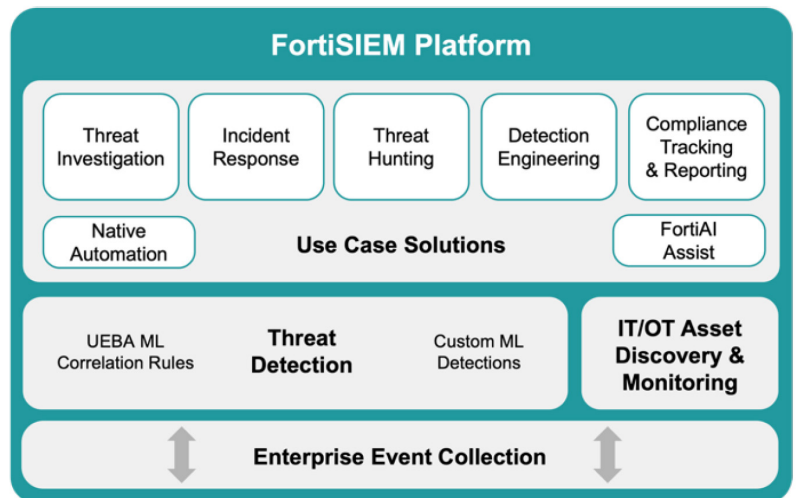 FortiSIEM Platform
Threat
Investigation
Incident
Response
Threat
Hunting
Detection
Engineering
Compliance
Tracking
& Reporting
Native
Automation
Use Case Solutions
FortiAI
Assist
UEBA ML
Correlation Rules
Threat
Detection
Custom ML
Detections
IT/OT Asset
Discovery &
Monitoring
Enterprise Event Collection